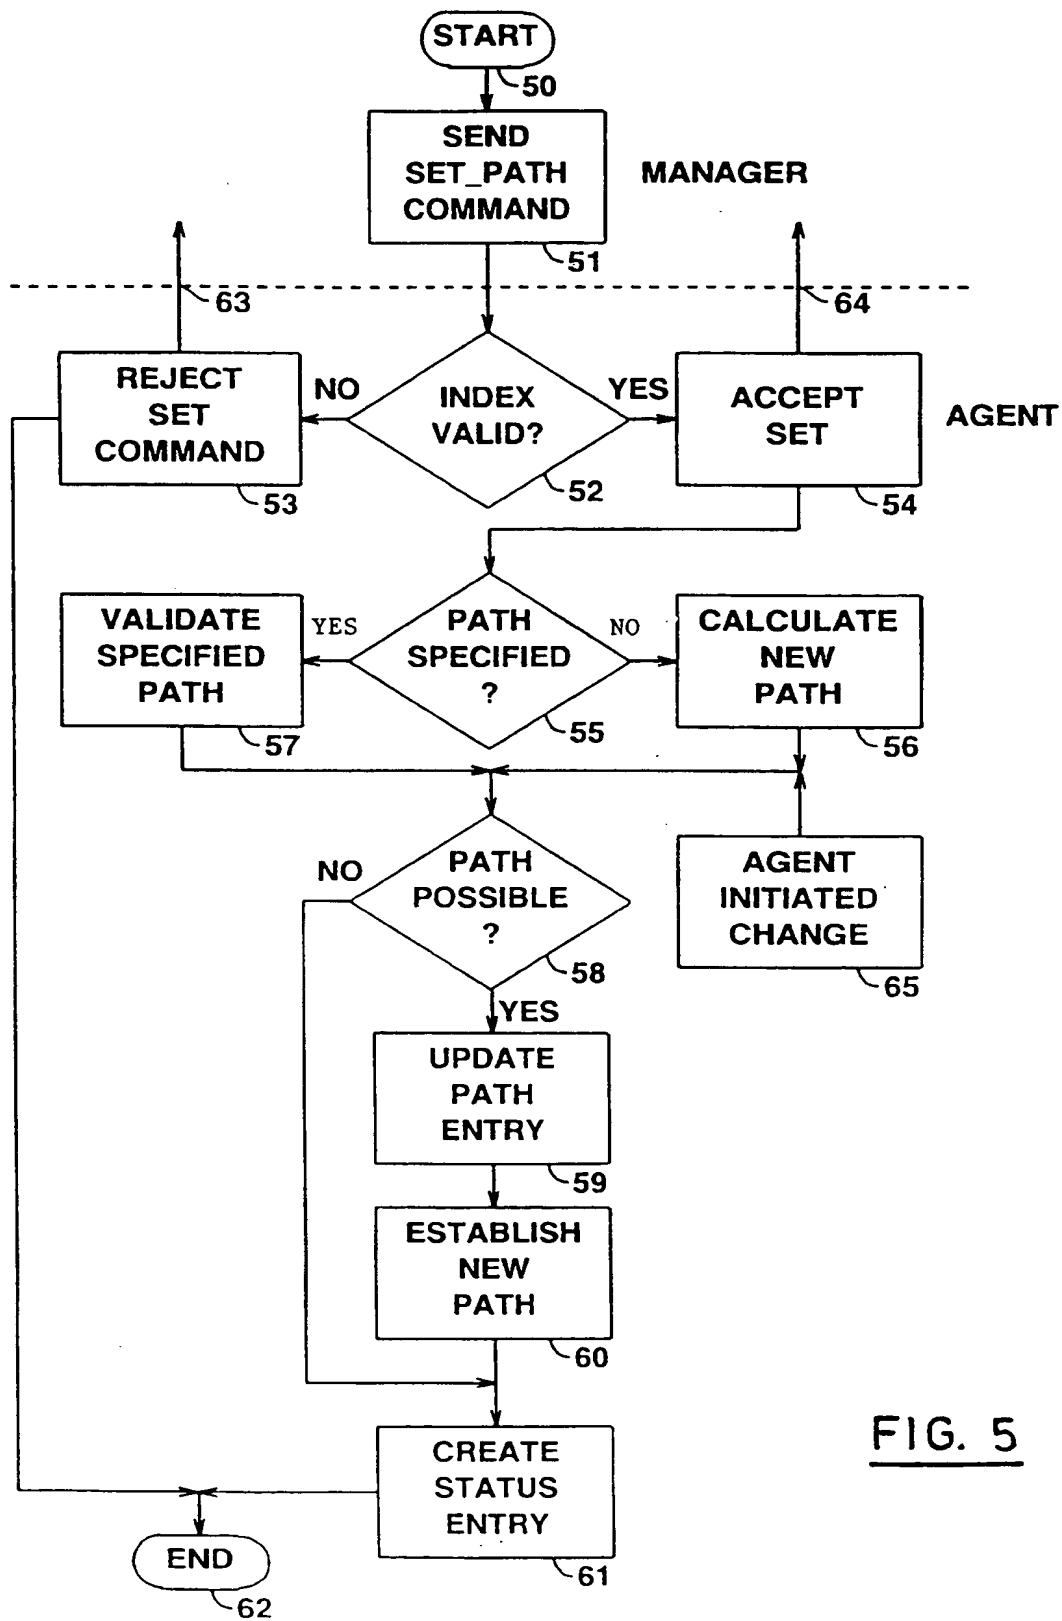 START
50
SEND
SET_PATH
COMMAND
MANAGER
51
63
64
REJECT
SET
COMMAND
NO
INDEX
VALID?
YES
ACCEPT
SET
AGENT
53
52
54
VALIDATE
SPECIFIED
PATH
YES
PATH
SPECIFIED
?
NO
CALCULATE
NEW
PATH
57
55
56
NO
PATH
POSSIBLE
?
AGENT
INITIATED
CHANGE
58
65
YES
UPDATE
PATH
ENTRY
59
ESTABLISH
NEW
PATH
60
CREATE
STATUS
ENTRY
FIG. 5
END
61
62